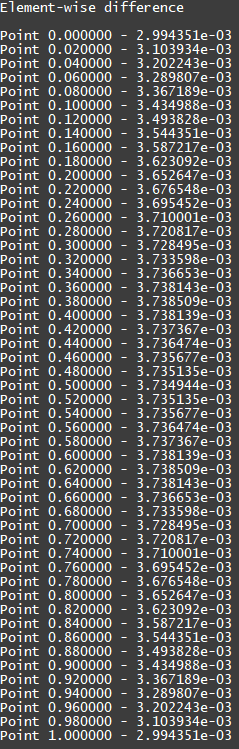 Element-wise difference
Point 0.000000 - 2.994351e-03
Point 0.020000 - 3.103934e-03
Point 0.040000 - 3.202243e-03
Point 0.060000 - 3.289807e-03
Point 0.080000 - 3.367189e-03
Point 0.100000 - 3.434988e-03
Point 0.120000 - 3.493828e-03
Point 0.140000 - 3.544351e-03
Point 0.160000 - 3.587217e-03
Point 0.180000 - 3.623092e-03
Point 0.200000 - 3.652647e-03
Point 0.220000 - 3.676548e-03
Point 0.240000 - 3.695452e-03
Point 0.260000 - 3.710001e-03
Point 0.280000 - 3.720817e-03
Point 0.300000 - 3.728495e-03
Point 0.320000 - 3.733598e-03
Point 0.340000 - 3.736653e-03
Point 0.360000 - 3.738143e-03
Point 0.380000 - 3.738509e-03
Point 0.400000 - 3.738139e-03
Point 0.420000 - 3.737367e-03
Point 0.440000 - 3.736474e-03
Point 0.460000 - 3.735677e-03
Point 0.480000 - 3.735135e-03
Point 0.500000 - 3.734944e-03
Point 0.520000 - 3.735135e-03
Point 0.540000 - 3.735677e-03
Point 0.560000 - 3.736474e-03
Point 0.580000 - 3.737367e-03
Point 0.600000 - 3.738139e-03
Point 0.620000 - 3.738509e-03
Point 0.640000 - 3.738143e-03
Point 0.660000 - 3.736653e-03
Point 0.680000 - 3.733598e-03
Point 0.700000 - 3.728495e-03
Point 0.720000 - 3.720817e-03
Point 0.740000 - 3.710001e-03
Point 0.760000 - 3.695452e-03
Point 0.780000 - 3.676548e-03
Point 0.800000 - 3.652647e-03
Point 0.820000 - 3.623092e-03
Point 0.840000 - 3.587217e-03
Point 0.860000 - 3.544351e-03
Point 0.880000 - 3.493828e-03
Point 0.900000 - 3.434988e-03
Point 0.920000 - 3.367189e-03
Point 0.940000 - 3.289807e-03
Point 0.960000 - 3.202243e-03
Point 0.980000 - 3.103934e-03
Point 1.000000 - 2.994351e-03